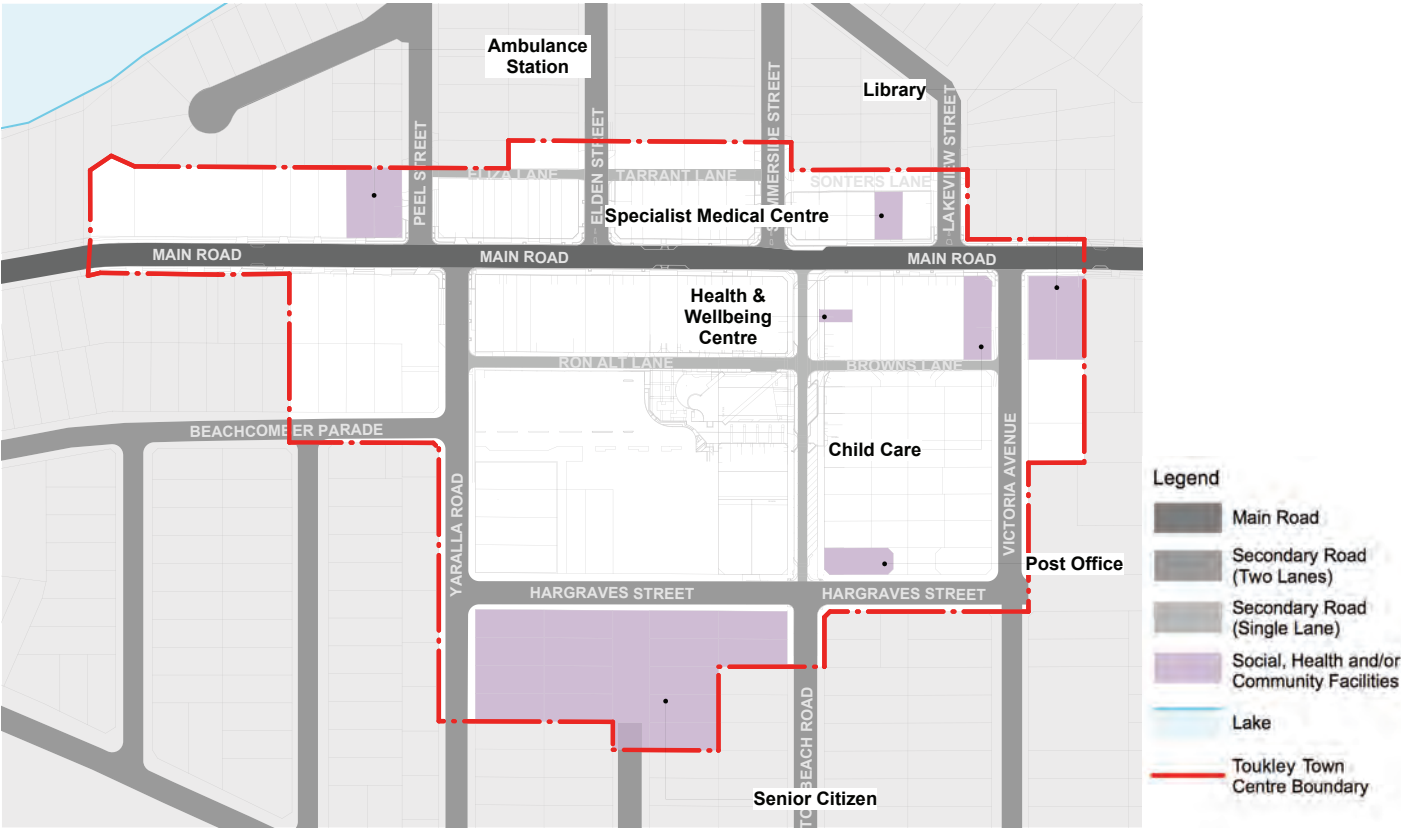 Ambulance
Station
Library
PEEL STREET
ELDEN STREET
SUMMERSIDE STREET
LAKEVIEW STREET
ELIZA LANE
TARRANT LANE
SONTERS LANE
Specialist Medical Centre
MAIN ROAD
MAIN ROAD
MAIN ROAD
Health &
Wellbeing
Centre
RON ALT LANE
BROWNS LANE
BEACHCOMBER PARADE
Child Care
YARALLA ROAD
VICTORIA AVENUE
Post Office
HARGRAVES STREET
HARGRAVES STREET
BEACH ROAD
Senior Citizen
Legend
Main Road
Secondary Road
(Two Lanes)
Secondary Road
(Single Lane)
Social, Health and/or
Community Facilities
Lake
Toukley Town
Centre Boundary